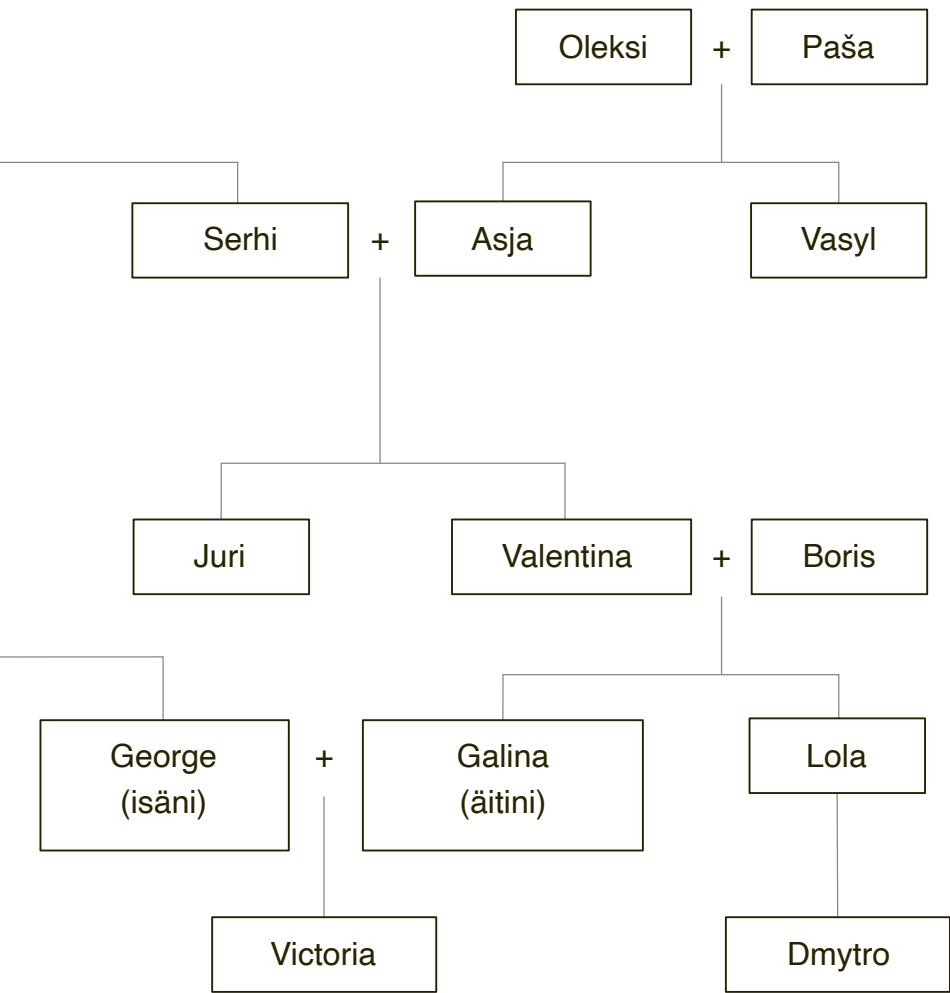 Oleksi + Paša
Serhi + Asja Vasyl
Juri Valentina + Boris
George + Galina Lola
(isäni) (äitini)
Victoria Dmytro